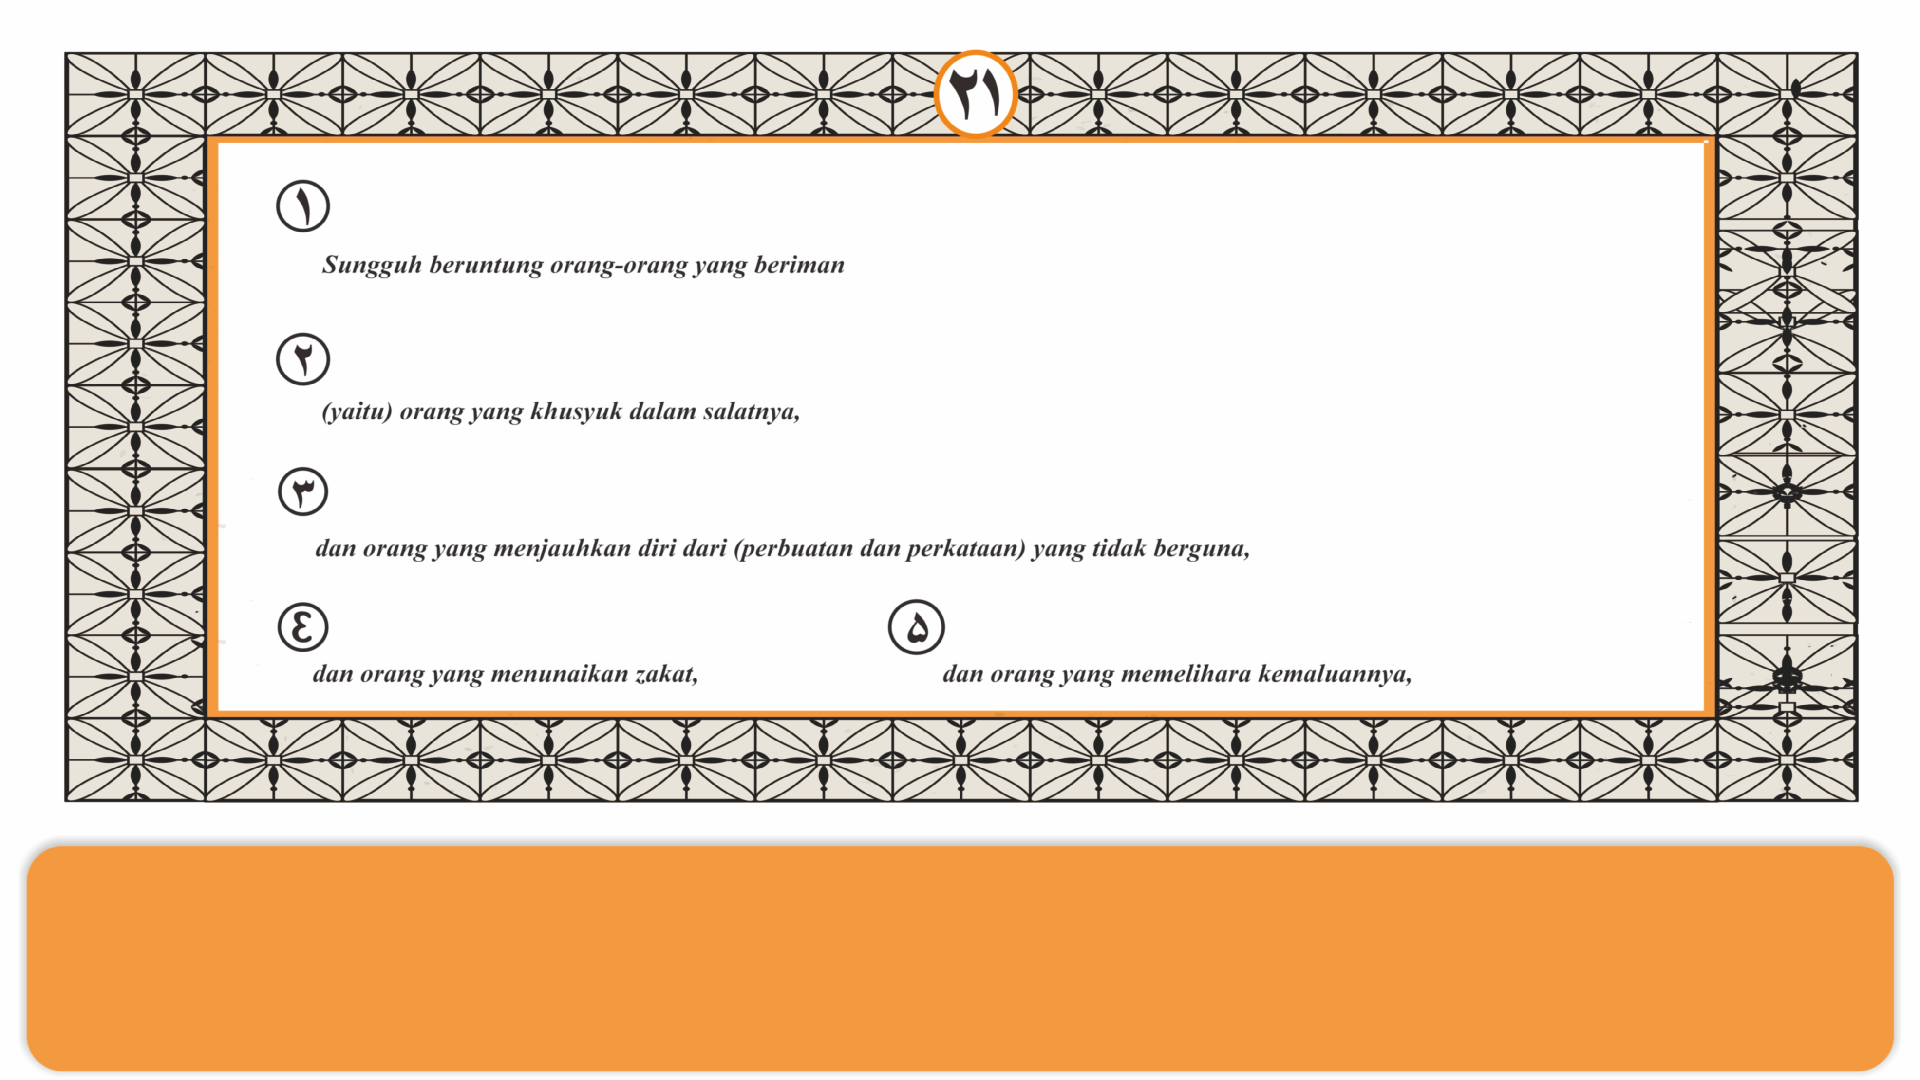 ٢١
١
Sungguh beruntung orang-orang yang beriman
٢
(yaitu) orang yang khusyuk dalam salatnya,
٣
dan orang yang menjauhkan diri dari (perbuatan dan perkataan) yang tidak berguna,
٤
dan orang yang menunaikan zakat,
۵
dan orang yang memelihara kemaluannya,